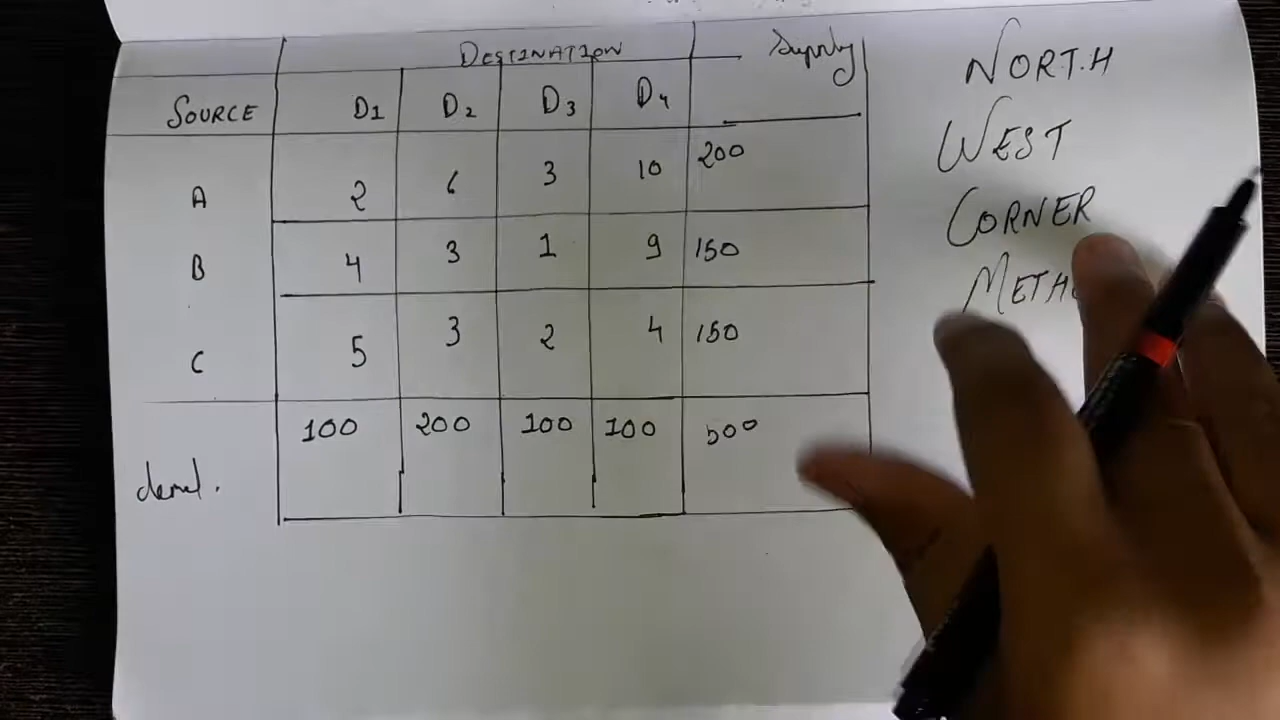 DESTINATION Supply
SOURCE D1 D2 D3 D4
A 2 6 3 10 200
B 4 3 1 9 150
C 5 3 2 4 150
demd. 100 200 100 100 500
NORTH
WEST
CORNER